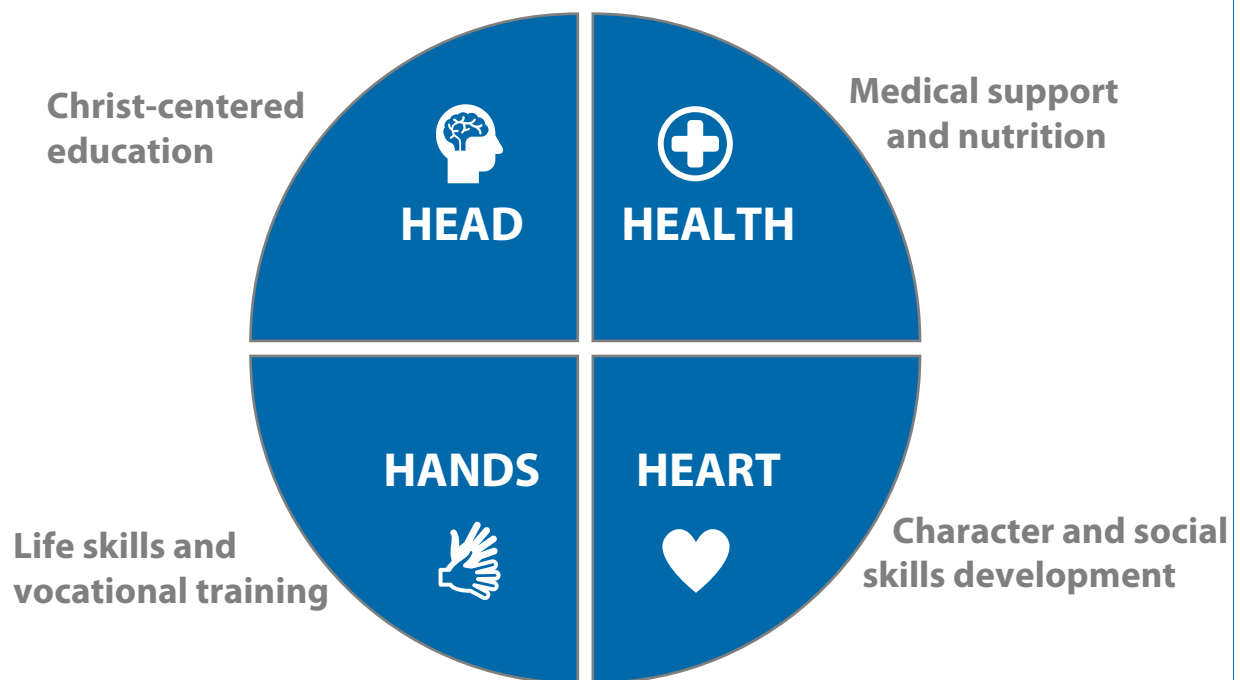 Christ-centered
education
HEAD
HEALTH
Medical support
and nutrition
Life skills and
vocational training
HANDS
HEART
Character and social
skills development